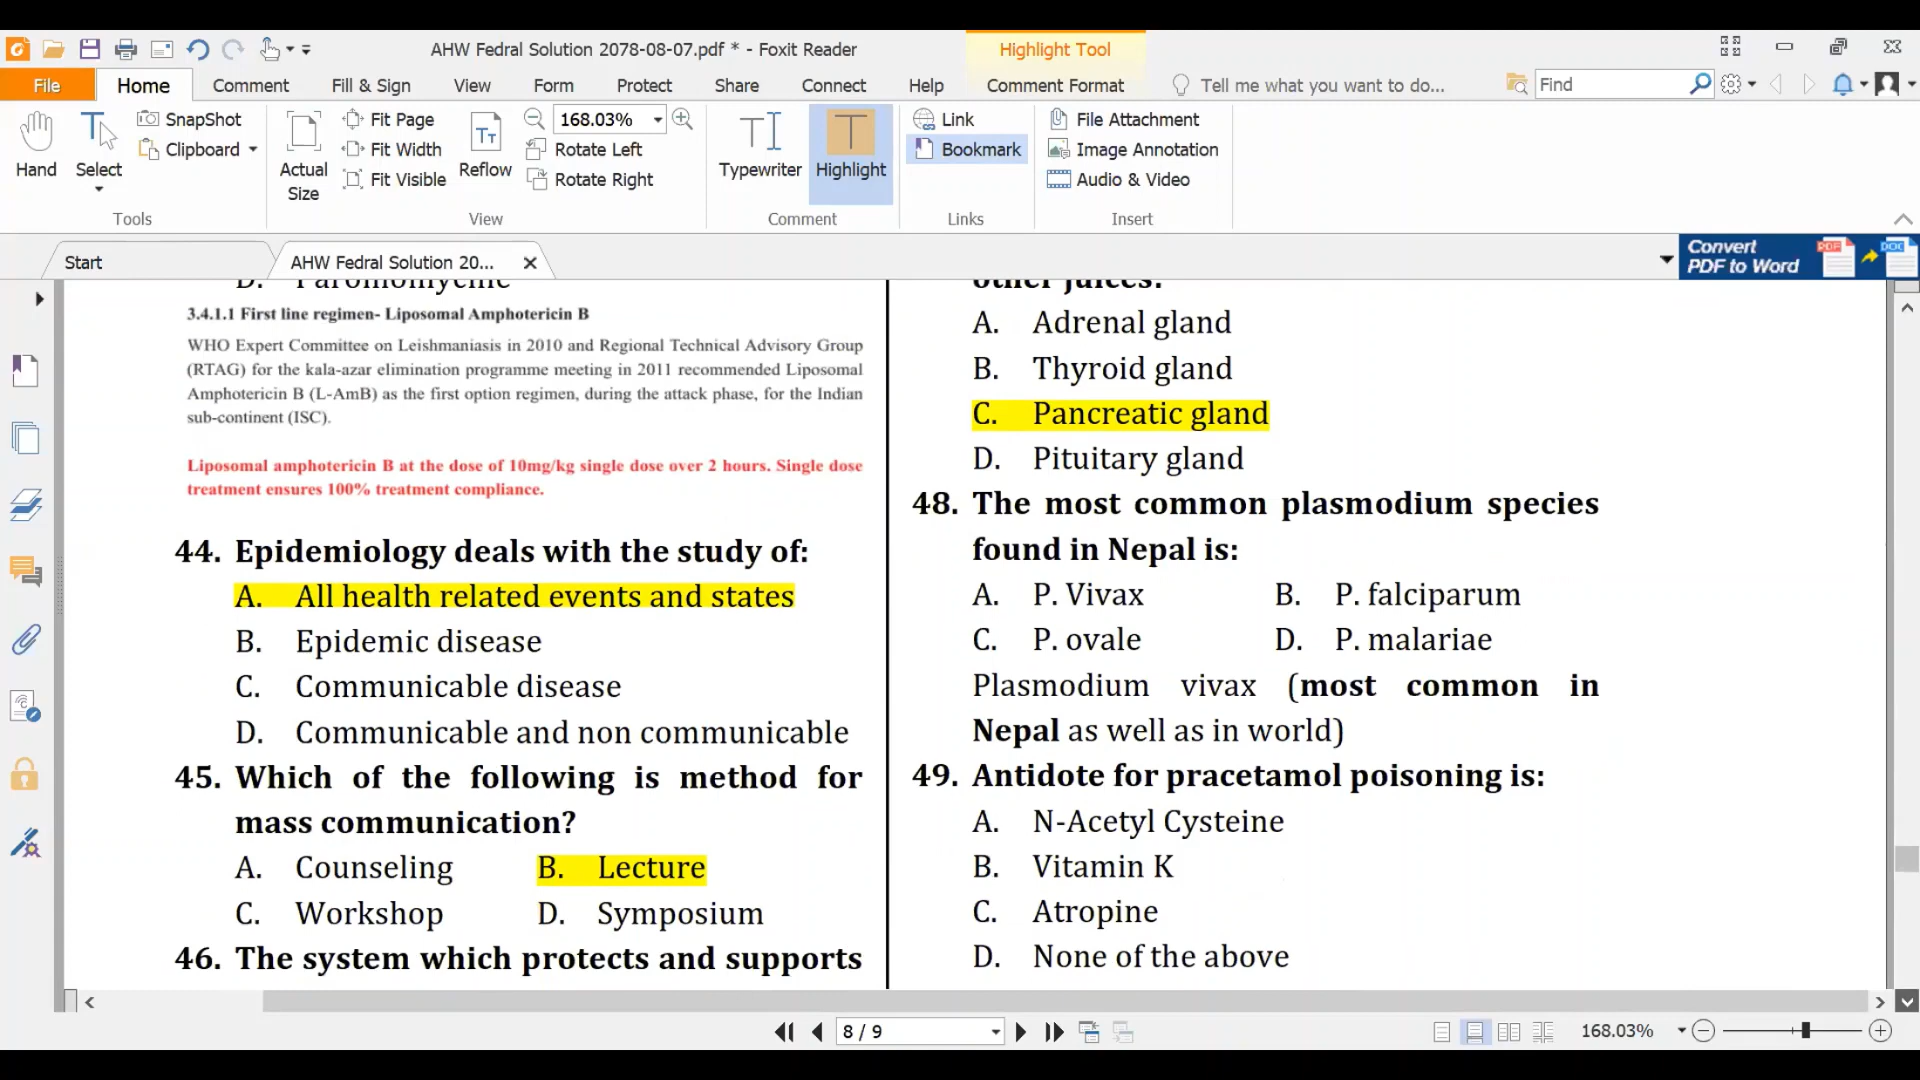 AHW Fedral Solution 2078-08-07.pdf * - Foxit Reader
Highlight Tool
File
Home
Comment
Fill & Sign
View
Form
Protect
Share
Connect
Help
Comment Format
Tell me what you want to do...
Find
Hand
Select
SnapShot
Clipboard
Tools
Actual
Size
Fit Page
Fit Width
Fit Visible
Reflow
168.03%
Rotate Left
Rotate Right
View
Typewriter
Highlight
Comment
Link
Bookmark
Links
File Attachment
Image Annotation
Audio & Video
Insert
Start
AHW Fedral Solution 20...
Convert
PDF to Word
PDF
DOC
D. Paromomycine
3.4.1.1 First line regimen- Liposomal Amphotericin B
WHO Expert Committee on Leishmaniasis in 2010 and Regional Technical Advisory Group
(RTAG) for the kala-azar elimination programme meeting in 2011 recommended Liposomal
Amphotericin B (L-AmB) as the first option regimen, during the attack phase, for the Indian
sub-continent (ISC).
Liposomal amphotericin B at the dose of 10mg/kg single dose over 2 hours. Single dose
treatment ensures 100% treatment compliance.
44. Epidemiology deals with the study of:
A. All health related events and states
B. Epidemic disease
C. Communicable disease
D. Communicable and non communicable
45. Which of the following is method for
mass communication?
A. Counseling B. Lecture
C. Workshop D. Symposium
46. The system which protects and supports
other juices?
A. Adrenal gland
B. Thyroid gland
C. Pancreatic gland
D. Pituitary gland
48. The most common plasmodium species
found in Nepal is:
A. P. Vivax B. P. falciparum
C. P. ovale D. P. malariae
Plasmodium vivax (most common in
Nepal as well as in world)
49. Antidote for pracetamol poisoning is:
A. N-Acetyl Cysteine
B. Vitamin K
C. Atropine
D. None of the above
8 / 9
168.03%